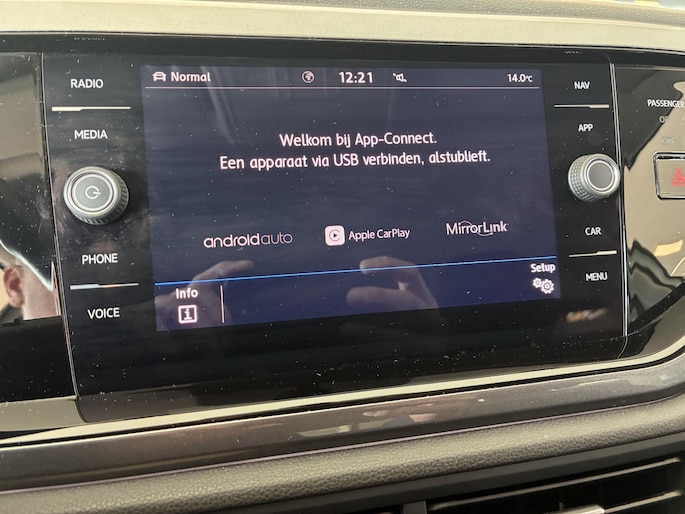 RADIO
MEDIA
PHONE
VOICE
Normal
12:21
14.0°C
Welkom bij App-Connect.
Een apparaat via USB verbinden, alstublieft.
androidauto
Apple CarPlay
MirrorLink
Info
i
Setup
NAV
APP
CAR
MENU
PASSENGER